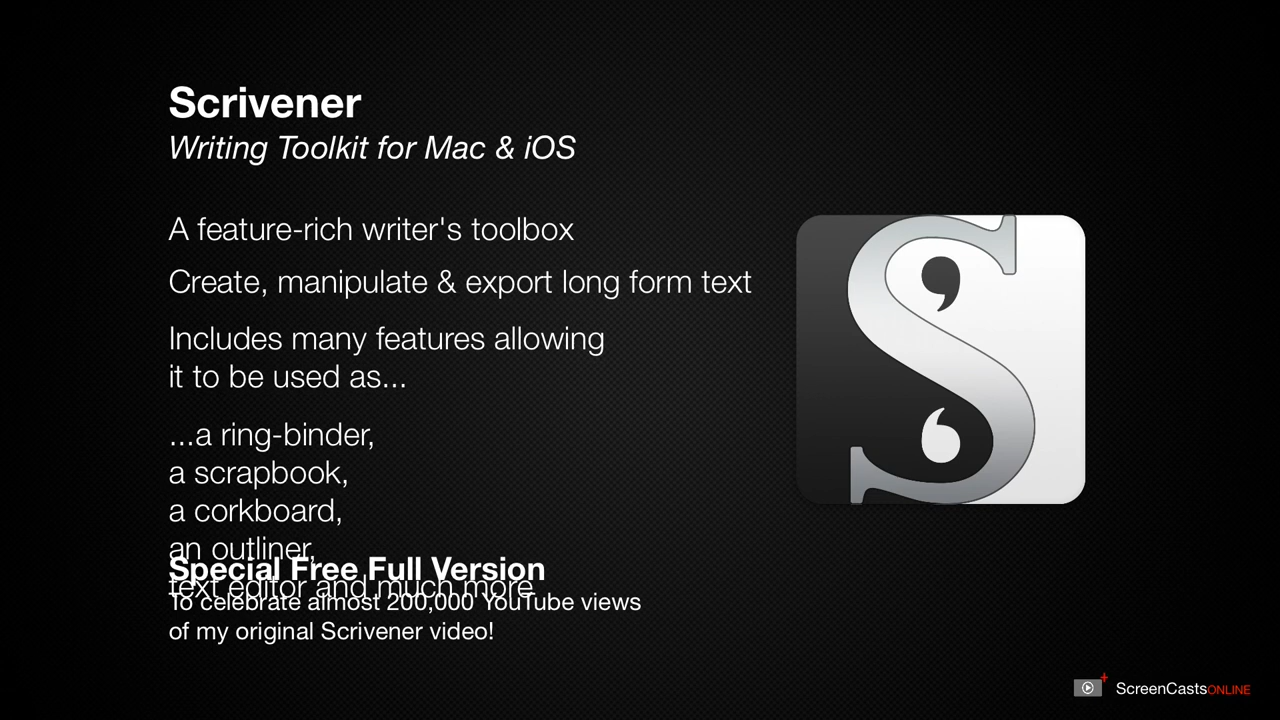 Scrivener
Writing Toolkit for Mac & iOS
A feature-rich writer's toolbox
Create, manipulate & export long form text
Includes many features allowing
it to be used as...
...a ring-binder,
a scrapbook,
a corkboard,
an outliner,
Special Free Full Version
text editor and much more
To celebrate almost 200,000 YouTube views
of my original Scrivener video!
ScreenCastsONLINE